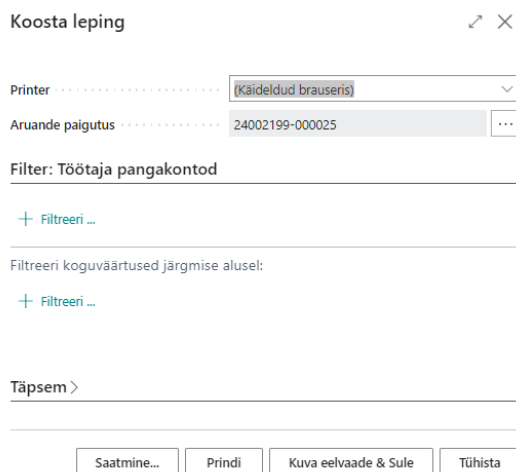 Koosta leping
Printer (Käideldud brauseris)
Aruande paigutus 24002199-000025 ...
Filter: Töötaja pangakontod
+ Filtreeri ...
Filtreeri koguväärtused järgmise alusel:
+ Filtreeri ...
Täpsem >
Saatmine... Prindi Kuva eelvaade & Sule Tühista